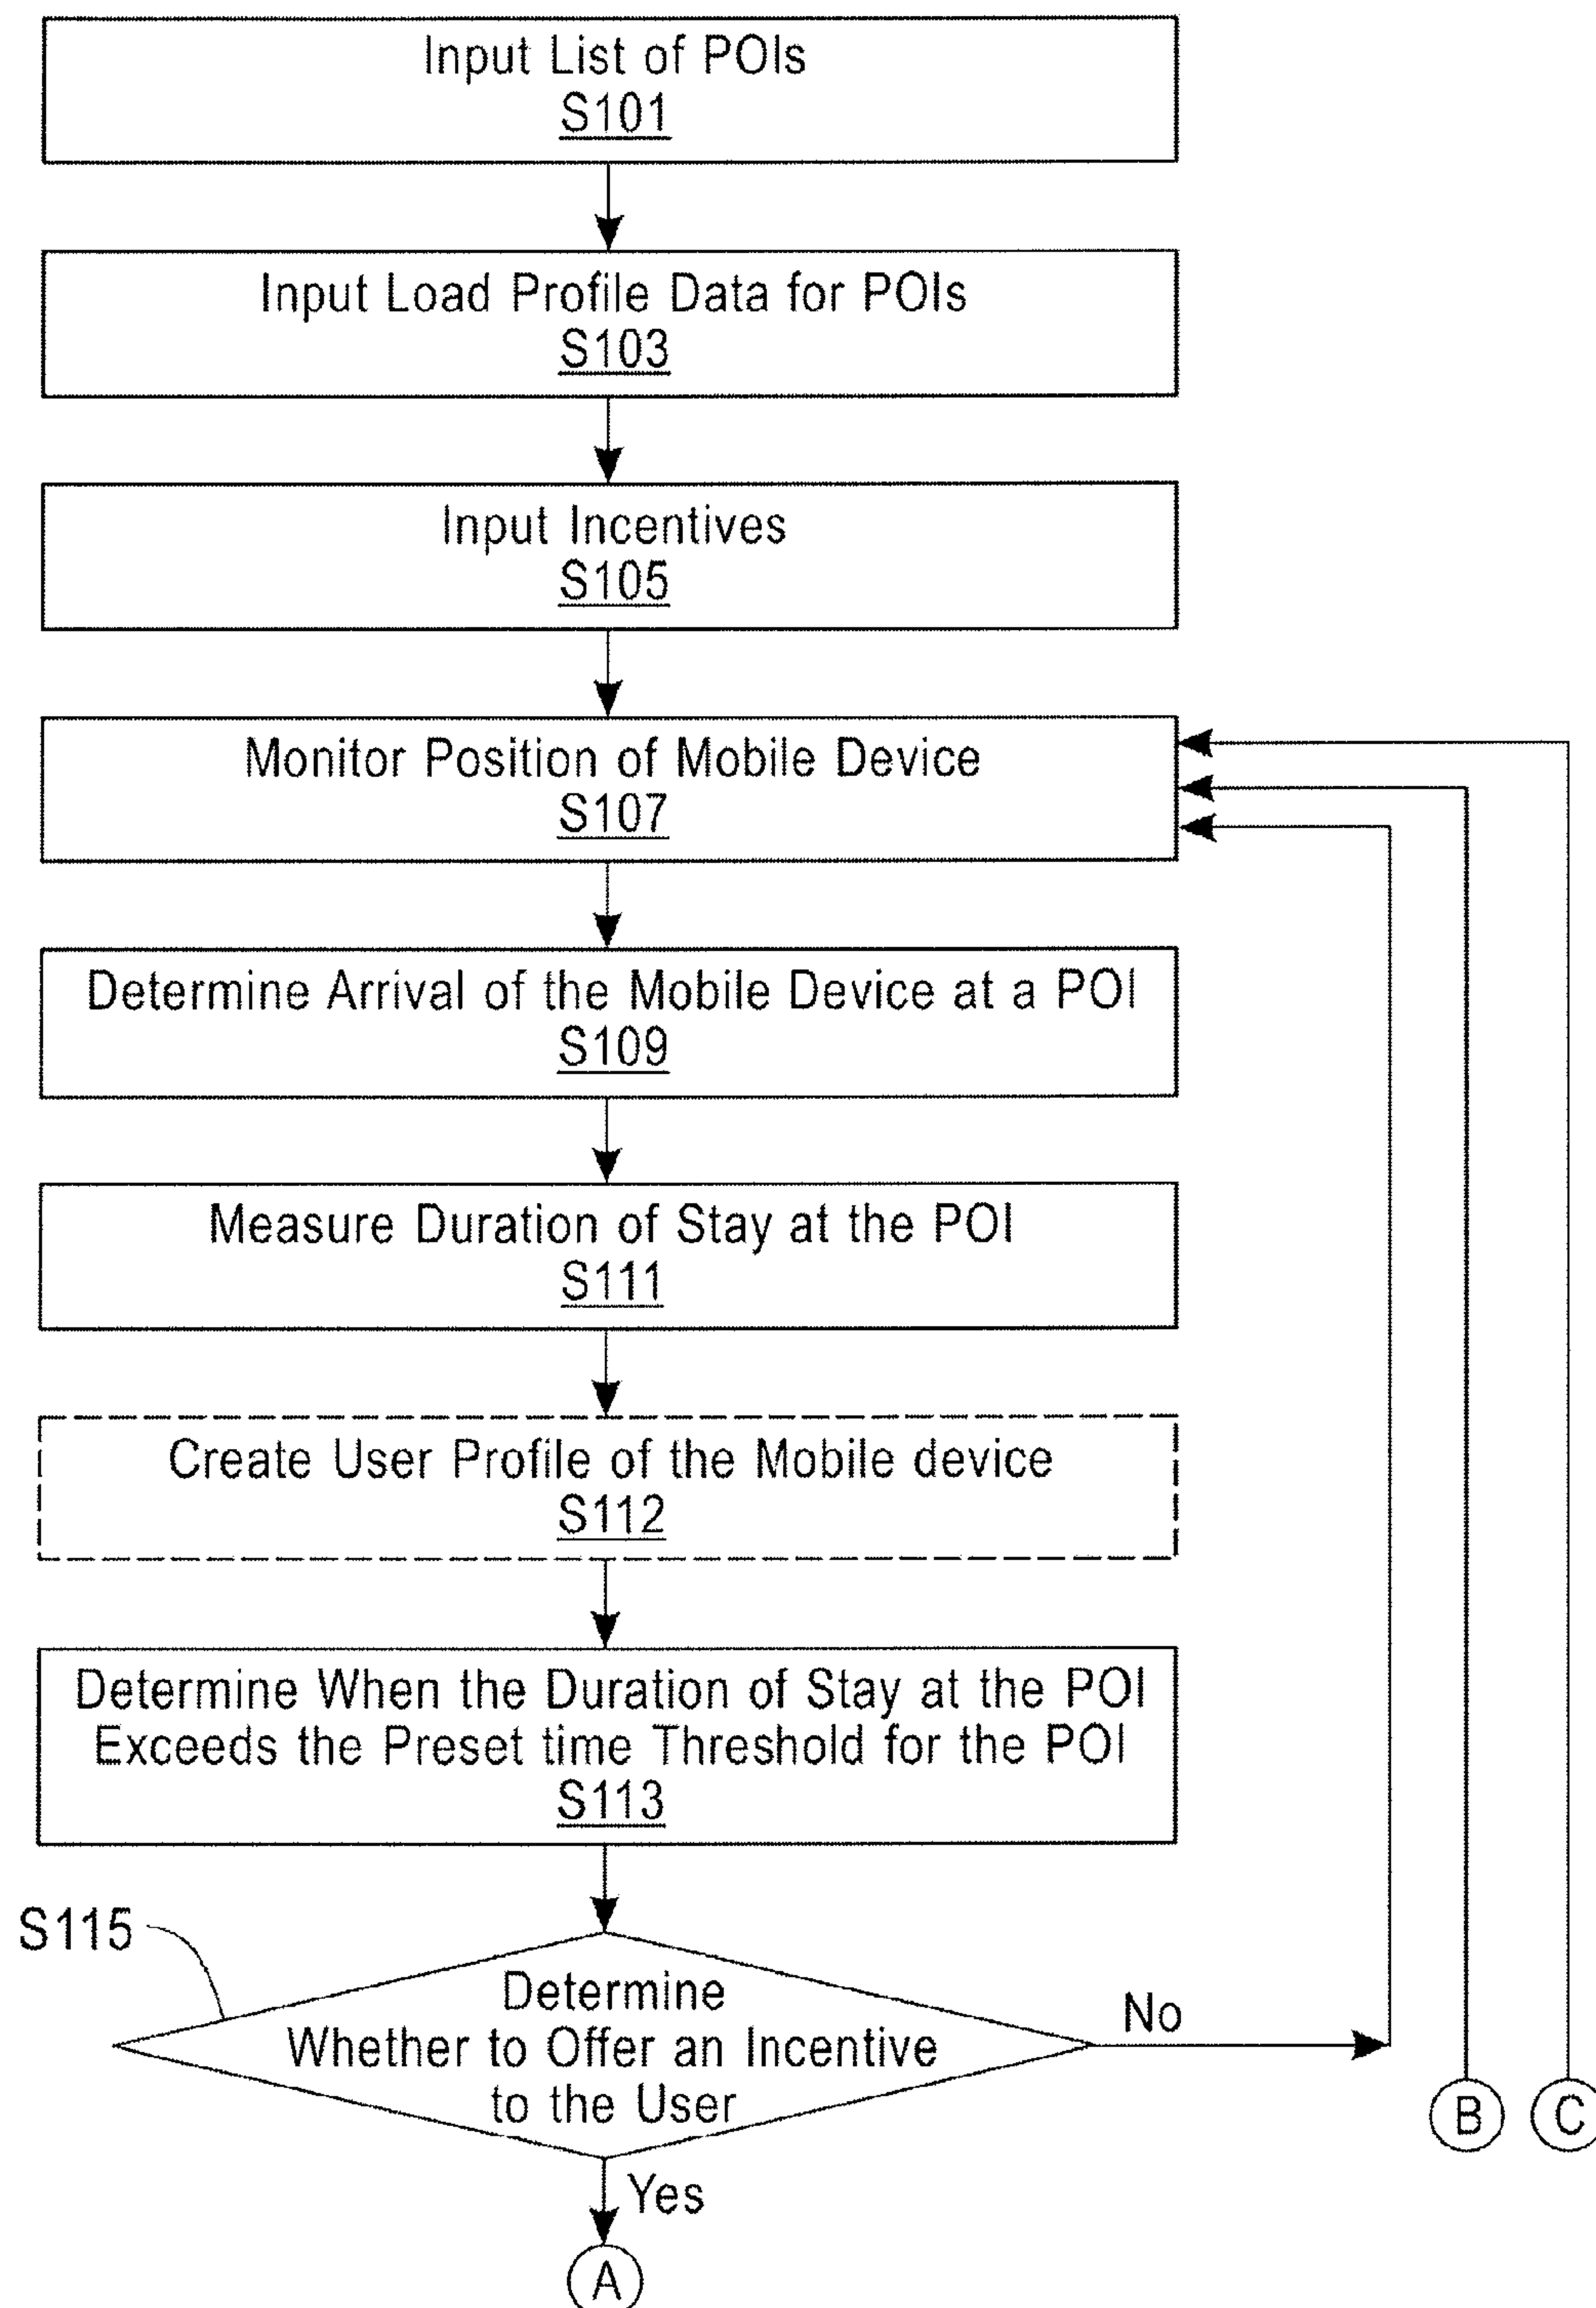 Input List of POIs
S101
Input Load Profile Data for POIs
S103
Input Incentives
S105
Monitor Position of Mobile Device
S107
Determine Arrival of the Mobile Device at a POI
S109
Measure Duration of Stay at the POI
S111
Create User Profile of the Mobile device
S112
Determine When the Duration of Stay at the POI
Exceeds the Preset time Threshold for the POI
S113
S115
Determine
Whether to Offer an Incentive
to the User
No
Yes
A
B
C